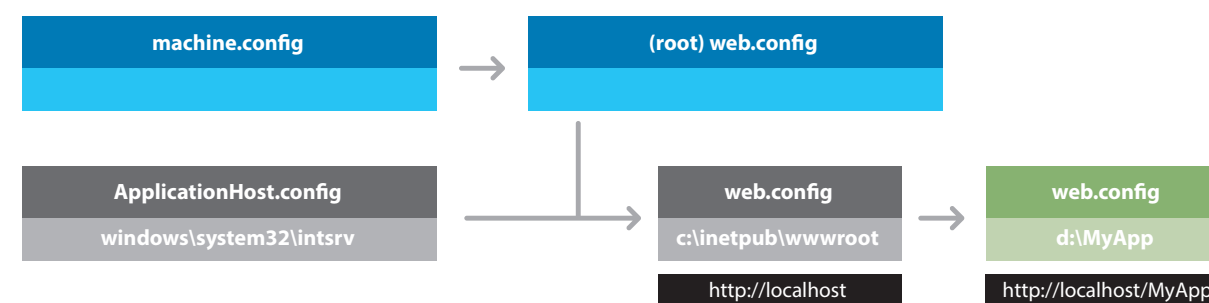 machine.config
(root) web.config
ApplicationHost.config
windows\system32\intsrv
web.config
c:\inetpub\wwwroot
web.config
d:\MyApp
http://localhost
http://localhost/MyApp